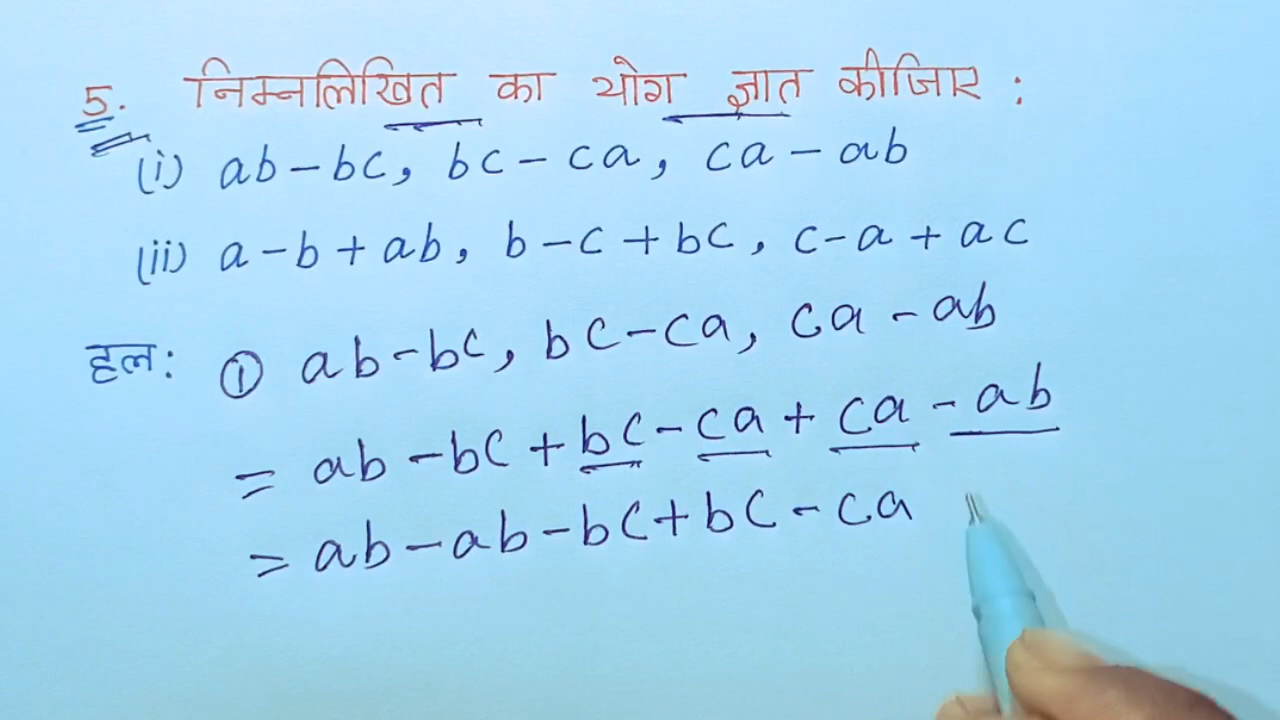 5. निम्नलिखित का योग ज्ञात कीजिए :
(i) ab - bc, bc - ca, ca - ab
(ii) a - b + ab, b - c + bc, c - a + ac
हल: ① ab - bc, bc - ca, ca - ab
= ab - bc + bc - ca + ca - ab
= ab - ab - bc + bc - ca